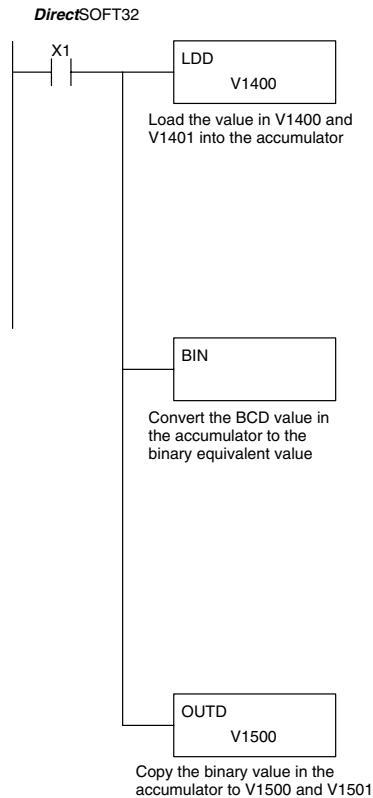 DirectSOFT32
X1
LDD
V1400
Load the value in V1400 and
V1401 into the accumulator
BIN
Convert the BCD value in
the accumulator to the
binary equivalent value
OUTD
V1500
Copy the binary value in the
accumulator to V1500 and V1501